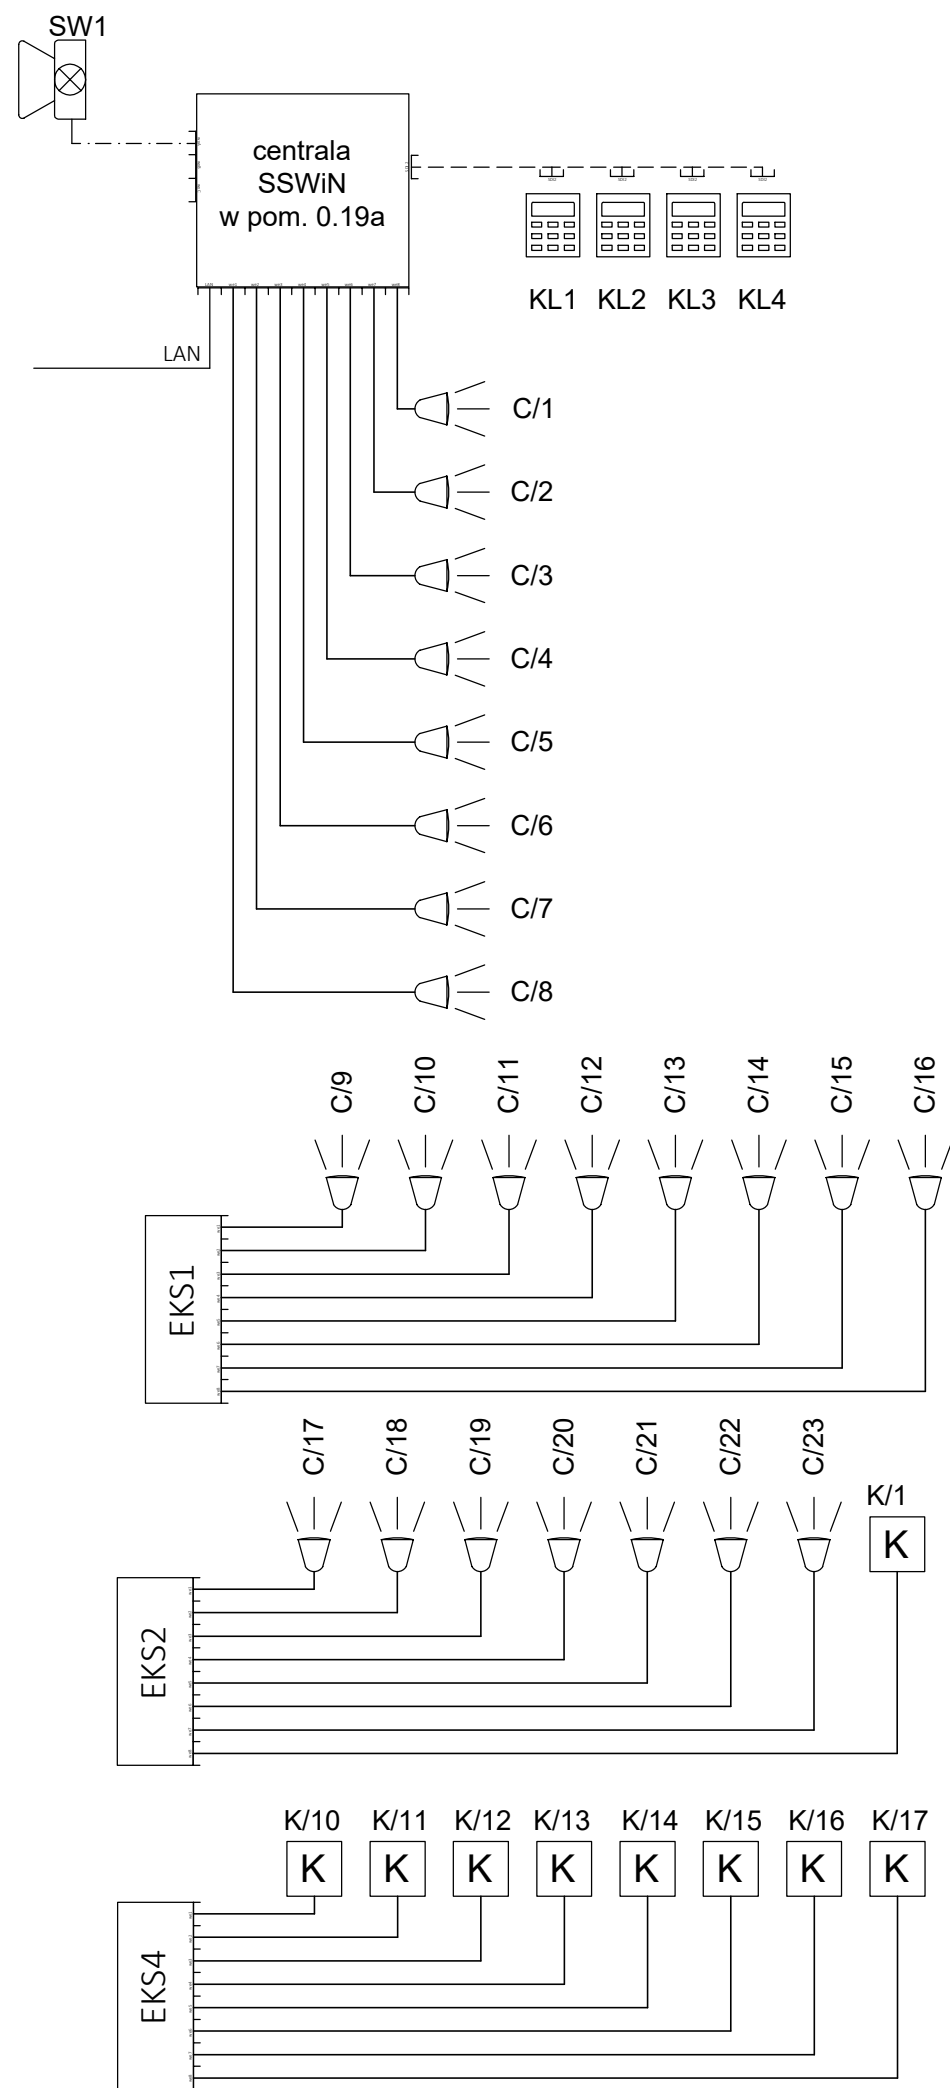 SW1
centrala
SSWiN
w pom. 0.19a
KL1 KL2 KL3 KL4
LAN
C/1
C/2
C/3
C/4
C/5
C/6
C/7
C/8
C/9 C/10 C/11 C/12 C/13 C/14 C/15 C/16
EKS1
C/17 C/18 C/19 C/20 C/21 C/22 C/23
K/1
K
EKS2
K/10 K/11 K/12 K/13 K/14 K/15 K/16 K/17
K K K K K K K K
EKS4